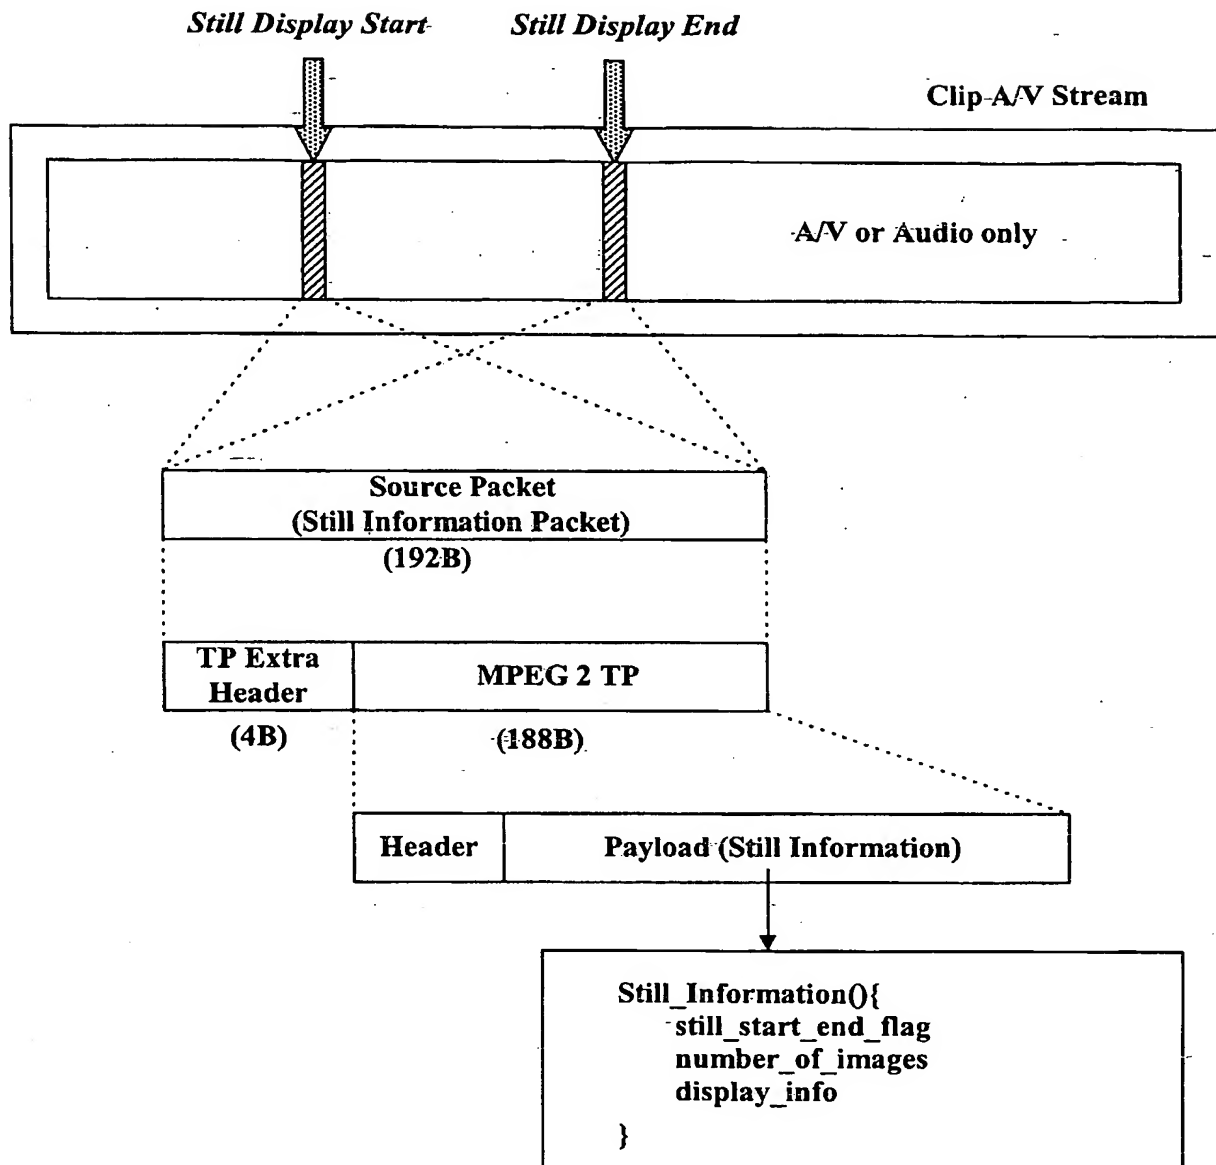 Still Display Start
Still Display End
Clip A/V Stream
A/V or Audio only
Source Packet
(Still Information Packet)
(192B)
TP Extra
Header
MPEG 2 TP
(4B)
(188B)
Header
Payload (Still Information)
Still_Information(){
still_start_end_flag
number_of_images
display_info
}